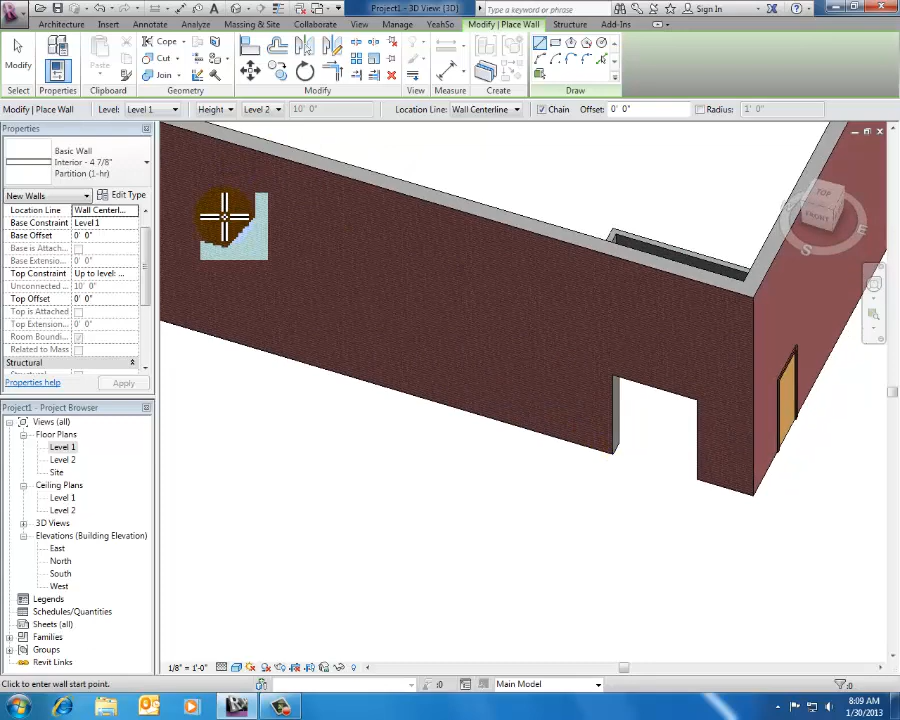 Project1 - 3D View: {3D}
Type a keyword or phrase
Sign In
Architecture Insert Annotate Analyze Massing & Site Collaborate View Manage YeahSo Modify | Place Wall Structure Add-Ins
Modify
Paste
Cope
Cut
Join
Select Properties Clipboard Geometry Modify View Measure Create Draw
Modify | Place Wall Level: Level 1 Height Level 2 10' 0" Location Line: Wall Centerline Chain Offset: 0' 0" Radius: 1' 0"
Properties
Basic Wall
Interior - 4 7/8"
Partition (1-hr)
New Walls Edit Type
Location Line Wall Centerl...
Base Constraint Level 1
Base Offset 0' 0"
Base is Attach...
Base Extension...
Top Constraint Up to level: ...
Unconnected ... 10' 0"
Top Offset 0' 0"
Top is Attached
Top Extension... 0' 0"
Room Boundi...
Related to Mass
Structural
Properties help Apply
Project1 - Project Browser
Views (all)
Floor Plans
Level 1
Level 2
Site
Ceiling Plans
Level 1
Level 2
3D Views
Elevations (Building Elevation)
East
North
South
West
Legends
Schedules/Quantities
Sheets (all)
Families
Groups
Revit Links
TOP
FRONT
E
S
1/8" = 1'-0"
Click to enter wall start point.
:0
Main Model
:0
8:09 AM
1/30/2013